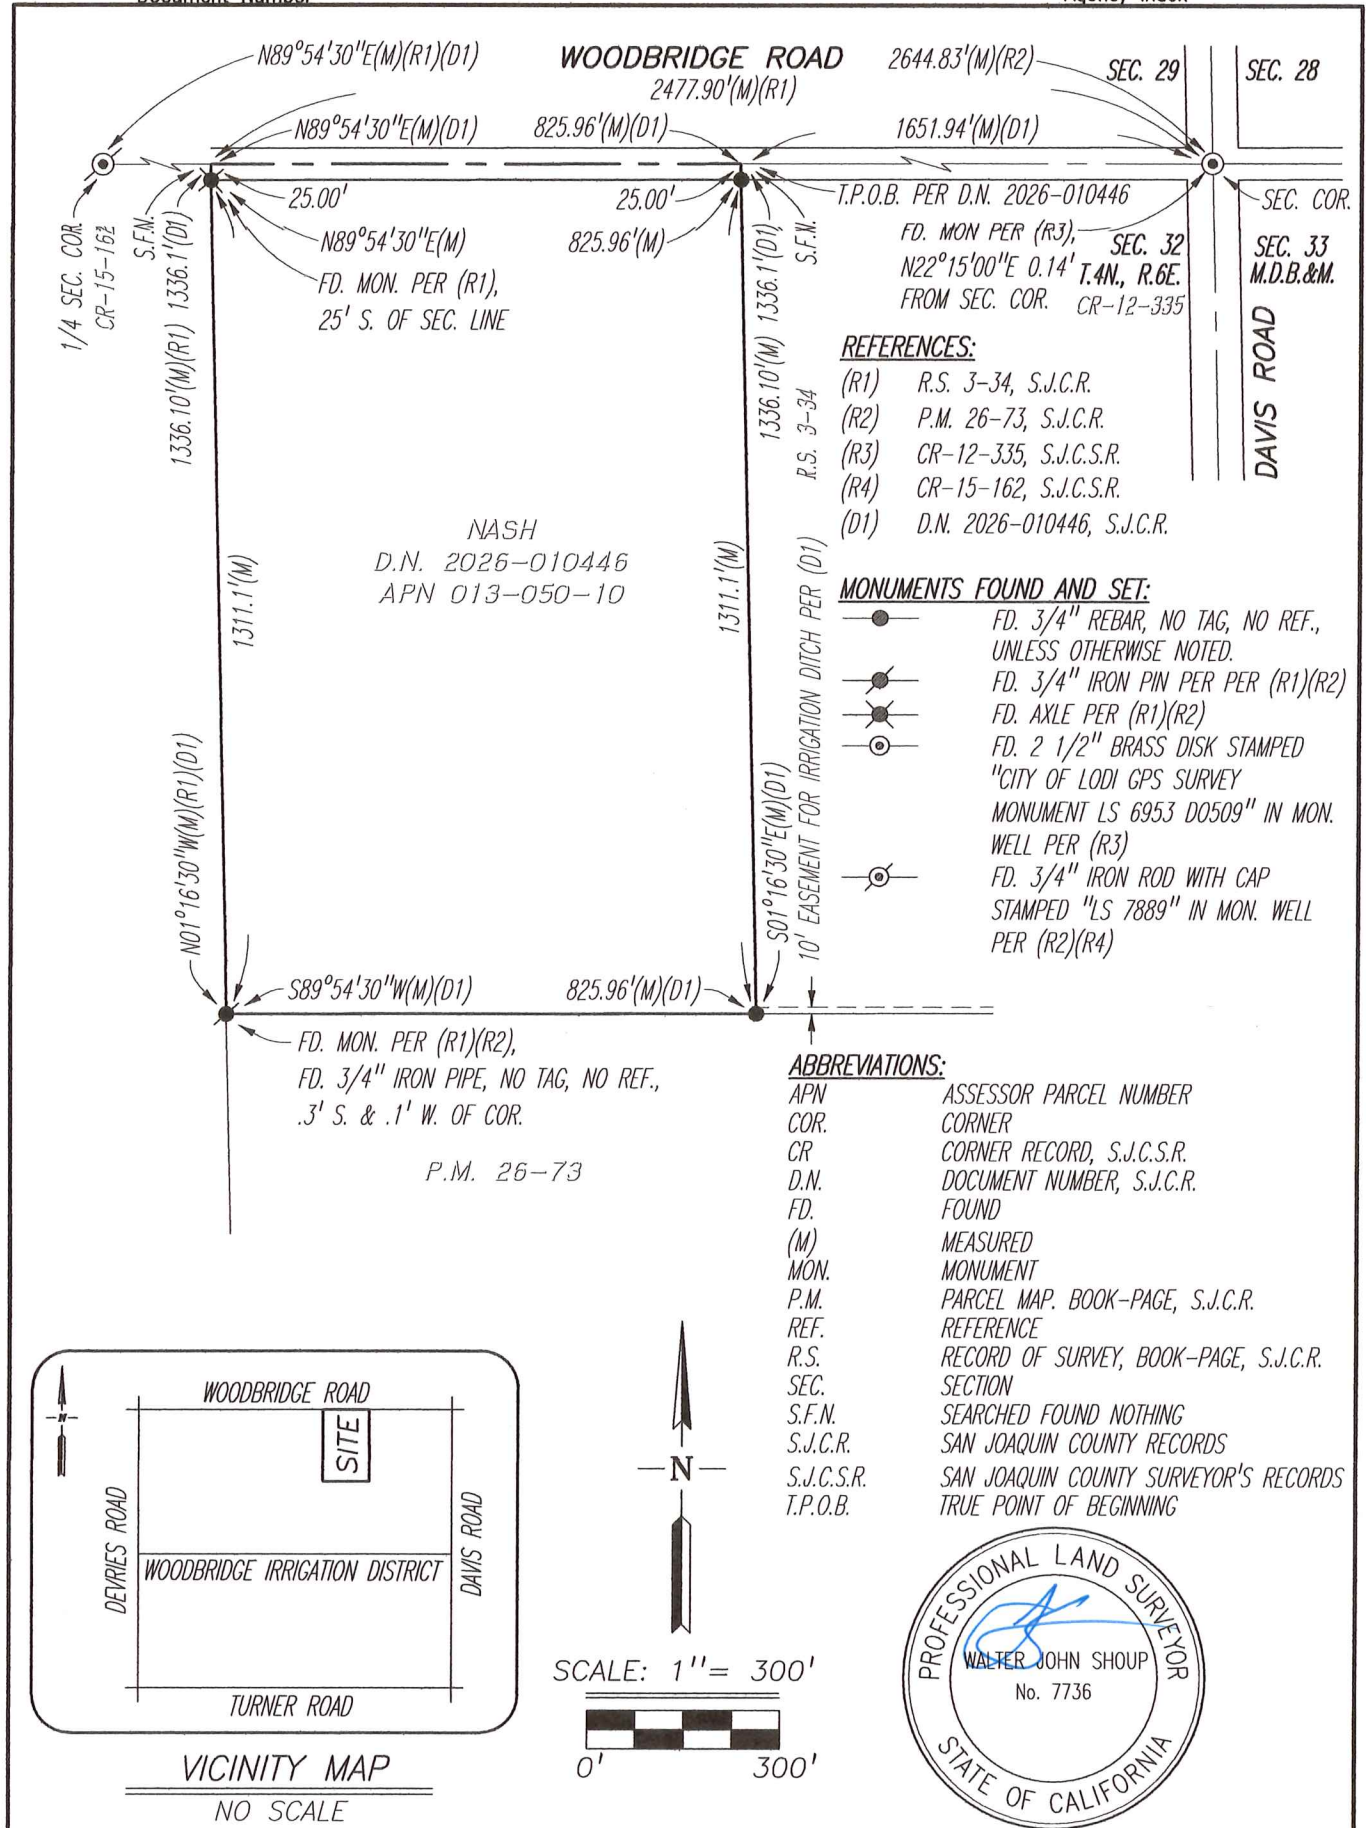 Document Number
Agency Index
N89°54'30"E(M)(R1)(D1)
WOODBRIDGE ROAD
2644.83'(M)(R2)
SEC. 29
SEC. 28
2477.90'(M)(R1)
N89°54'30"E(M)(D1)
825.96'(M)(D1)
1651.94'(M)(D1)
25.00'
25.00'
T.P.O.B. PER D.N. 2026-010446
SEC. COR.
N89°54'30"E(M)
825.96'(M)
FD. MON PER (R3),
N22°15'00"E 0.14'
FROM SEC. COR.
SEC. 32
T.4N., R.6E.
CR-12-335
SEC. 33
M.D.B.&M.
FD. MON. PER (R1),
25' S. OF SEC. LINE
1/4 SEC. COR.
CR-15-162
S.F.N.
1336.10'(M)(R1) 1336.1'(D1)
1336.10'(M) 1336.1'(D1)
S.F.N.
R.S. 3-34
DAVIS ROAD
REFERENCES:
(R1) R.S. 3-34, S.J.C.R.
(R2) P.M. 26-73, S.J.C.R.
(R3) CR-12-335, S.J.C.S.R.
(R4) CR-15-162, S.J.C.S.R.
(D1) D.N. 2026-010446, S.J.C.R.
NASH
D.N. 2026-010446
APN 013-050-10
1311.1'(M)
1311.1'(M)
N01°16'30"W(M)(R1)(D1)
S01°16'30"E(M)(D1)
10' EASEMENT FOR IRRIGATION DITCH PER (D1)
MONUMENTS FOUND AND SET:
FD. 3/4" REBAR, NO TAG, NO REF.,
UNLESS OTHERWISE NOTED.
FD. 3/4" IRON PIN PER PER (R1)(R2)
FD. AXLE PER (R1)(R2)
FD. 2 1/2" BRASS DISK STAMPED
"CITY OF LODI GPS SURVEY
MONUMENT LS 6953 D0509" IN MON.
WELL PER (R3)
FD. 3/4" IRON ROD WITH CAP
STAMPED "LS 7889" IN MON. WELL
PER (R2)(R4)
S89°54'30"W(M)(D1)
825.96'(M)(D1)
FD. MON. PER (R1)(R2),
FD. 3/4" IRON PIPE, NO TAG, NO REF.,
.3' S. & .1' W. OF COR.
P.M. 26-73
ABBREVIATIONS:
APN ASSESSOR PARCEL NUMBER
COR. CORNER
CR CORNER RECORD, S.J.C.S.R.
D.N. DOCUMENT NUMBER, S.J.C.R.
FD. FOUND
(M) MEASURED
MON. MONUMENT
P.M. PARCEL MAP. BOOK-PAGE, S.J.C.R.
REF. REFERENCE
R.S. RECORD OF SURVEY, BOOK-PAGE, S.J.C.R.
SEC. SECTION
S.F.N. SEARCHED FOUND NOTHING
S.J.C.R. SAN JOAQUIN COUNTY RECORDS
S.J.C.S.R. SAN JOAQUIN COUNTY SURVEYOR'S RECORDS
T.P.O.B. TRUE POINT OF BEGINNING
N
WOODBRIDGE ROAD
SITE
DEVRIES ROAD
WOODBRIDGE IRRIGATION DISTRICT
DAVIS ROAD
TURNER ROAD
VICINITY MAP
NO SCALE
N
SCALE: 1"= 300'
0' 300'
PROFESSIONAL LAND SURVEYOR
WALTER JOHN SHOUP
No. 7736
STATE OF CALIFORNIA